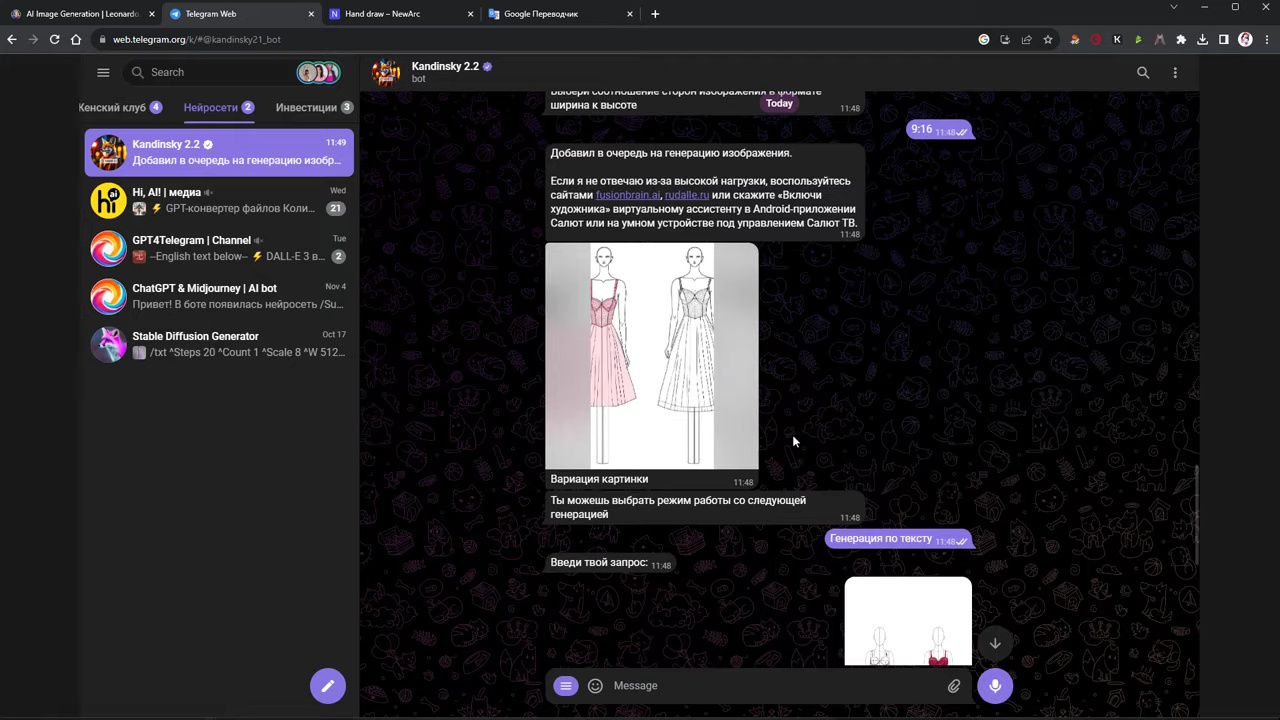 AI Image Generation | Leonardo
Telegram Web
Hand draw – NewArc
Google Переводчик
web.telegram.org/k/#@kandinsky21_bot
Search
Женский клуб 4
Нейросети 2
Инвестиции 3
Kandinsky 2.2
11:49
Добавил в очередь на генерацию изобр...
Hi, AI! | медиа
Wed
⚡ GPT-конвертер файлов Коли...
21
GPT4Telegram | Channel
Tue
–English text below– ⚡ DALL-E 3 в...
2
ChatGPT & Midjourney | AI bot
Nov 4
Привет! В боте появилась нейросеть /Su...
Stable Diffusion Generator
Oct 17
/txt ^Steps 20 ^Count 1 ^Scale 8 ^W 512...
Kandinsky 2.2
bot
Выбери соотношение сторон изображения в формате
ширина к высоте
11:48
Today
9:16 11:48
Добавил в очередь на генерацию изображения.
Если я не отвечаю из-за высокой нагрузки, воспользуйтесь
сайтами fusionbrain.ai, rudalle.ru или скажите «Включи
художника» виртуальному ассистенту в Android-приложении
Салют или на умном устройстве под управлением Салют ТВ.
11:48
Вариация картинки
11:48
Ты можешь выбрать режим работы со следующей
генерацией
11:48
Генерация по тексту 11:48
Введи твой запрос: 11:48
Message